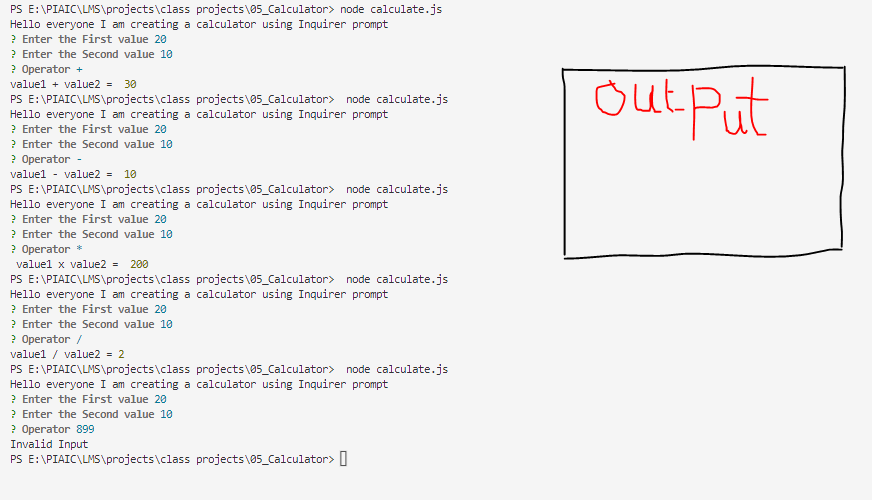 PS E:\PIAIC\LMS\projects\class projects\05_Calculator> node calculate.js
Hello everyone I am creating a calculator using Inquirer prompt
? Enter the First value 20
? Enter the Second value 10
? Operator +
value1 + value2 =  30
PS E:\PIAIC\LMS\projects\class projects\05_Calculator>  node calculate.js
Hello everyone I am creating a calculator using Inquirer prompt
? Enter the First value 20
? Enter the Second value 10
? Operator -
value1 - value2 =  10
PS E:\PIAIC\LMS\projects\class projects\05_Calculator>  node calculate.js
Hello everyone I am creating a calculator using Inquirer prompt
? Enter the First value 20
? Enter the Second value 10
? Operator *
 value1 x value2 =  200
PS E:\PIAIC\LMS\projects\class projects\05_Calculator>  node calculate.js
Hello everyone I am creating a calculator using Inquirer prompt
? Enter the First value 20
? Enter the Second value 10
? Operator /
value1 / value2 = 2
PS E:\PIAIC\LMS\projects\class projects\05_Calculator>  node calculate.js
Hello everyone I am creating a calculator using Inquirer prompt
? Enter the First value 20
? Enter the Second value 10
? Operator 899
Invalid Input
PS E:\PIAIC\LMS\projects\class projects\05_Calculator>
OutPut